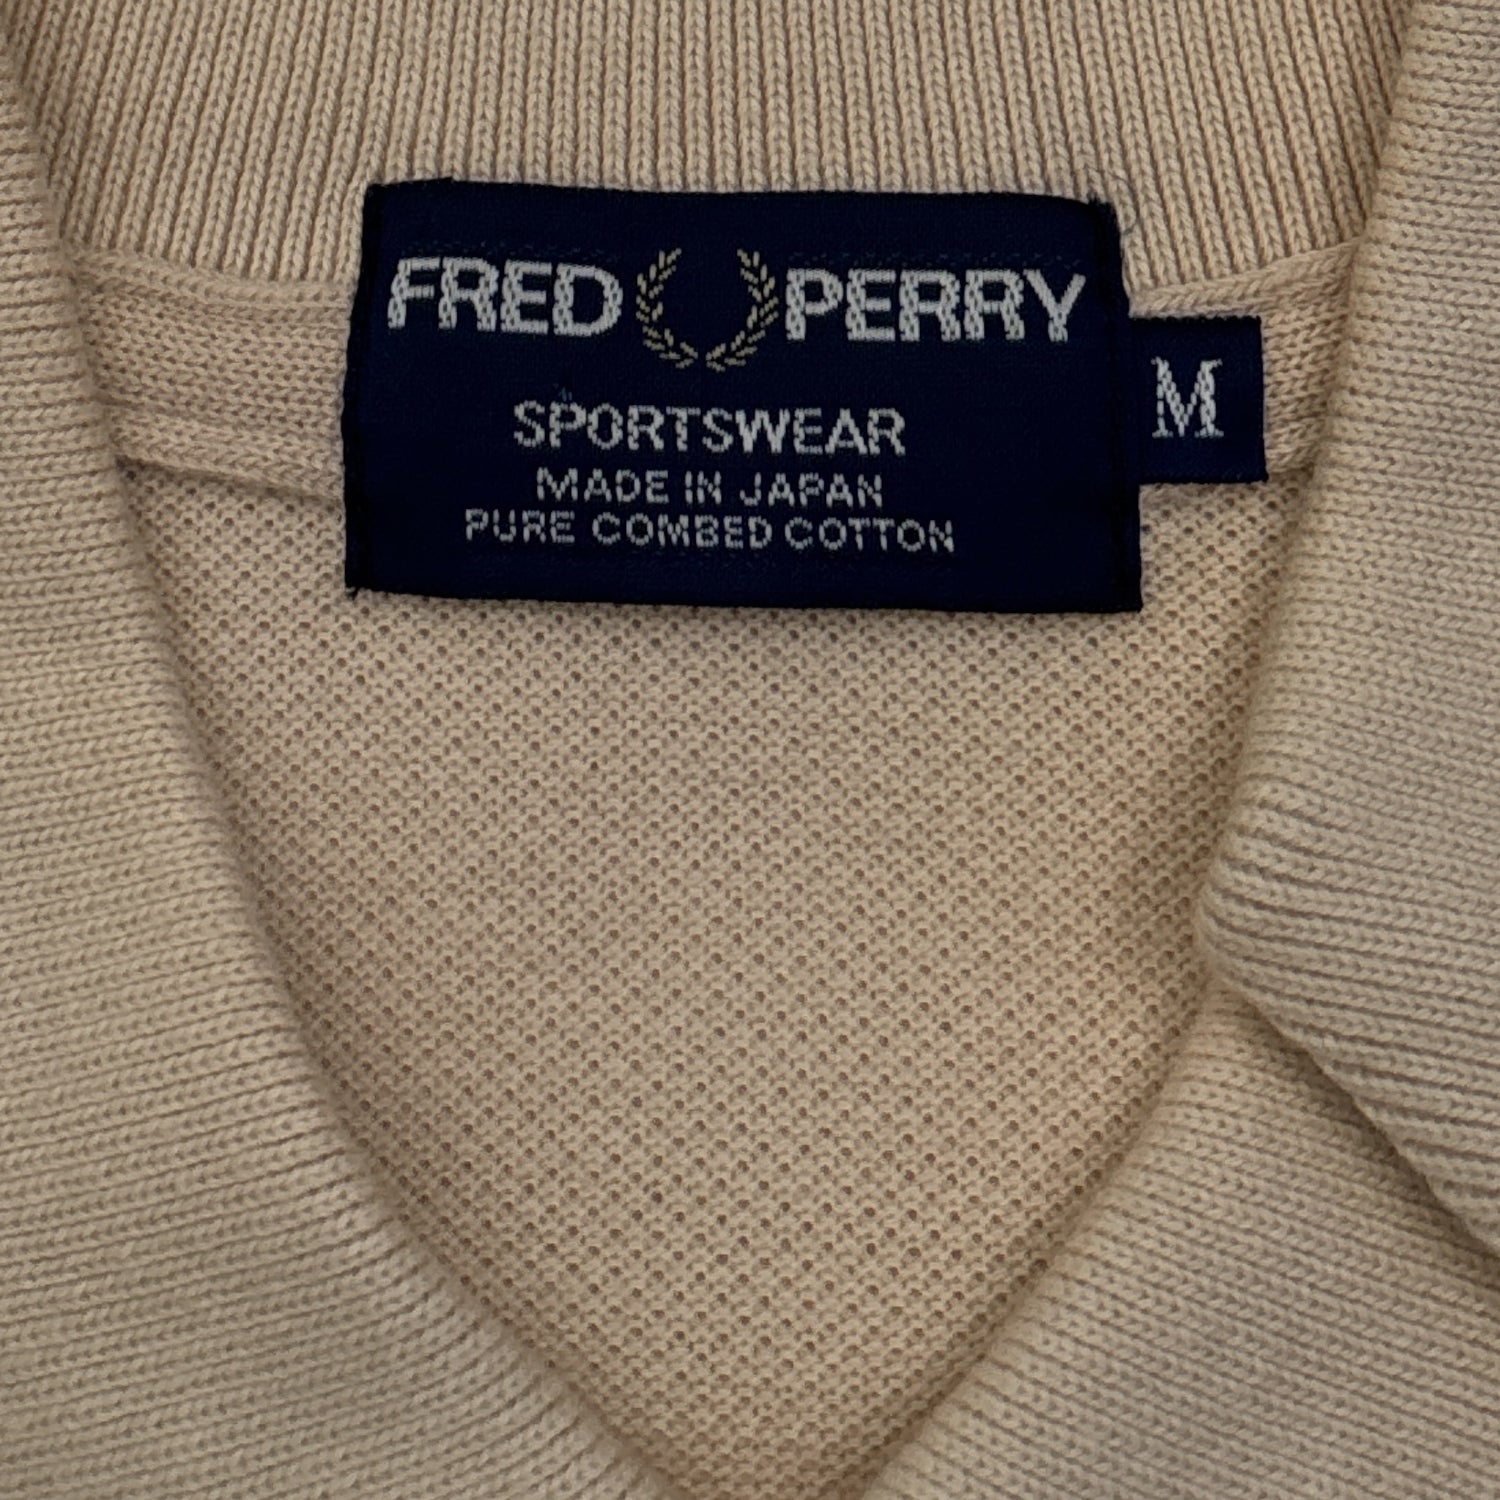 FRED PERRY
M
SPORTSWEAR
MADE IN JAPAN
PURE COMBED COTTON